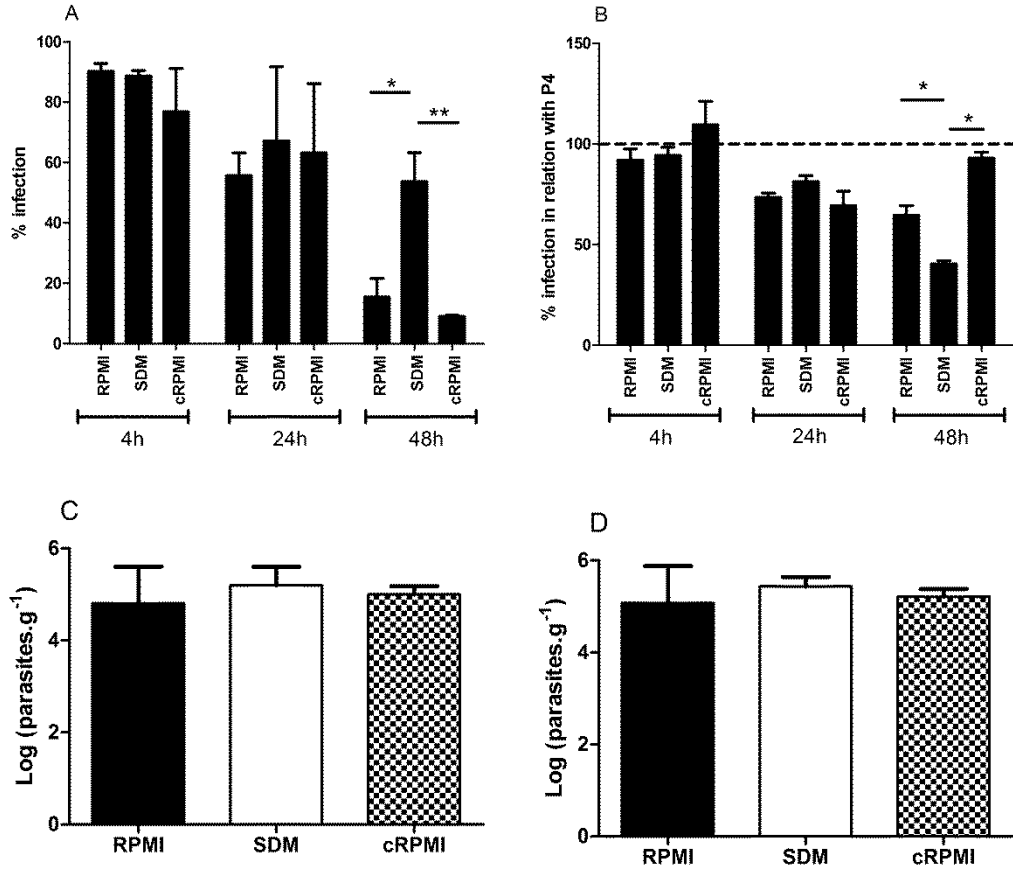 A
% infection
100
80
60
40
20
0
*
**
RPMI SDM cRPMI RPMI SDM cRPMI RPMI SDM cRPMI
4h 24h 48h
B
% infection in relation with P4
150
100
50
0
*
*
RPMI SDM cRPMI RPMI SDM cRPMI RPMI SDM cRPMI
4h 24h 48h
C
Log (parasites.g⁻¹)
6
4
2
0
RPMI SDM cRPMI
D
Log (parasites.g⁻¹)
6
4
2
0
RPMI SDM cRPMI